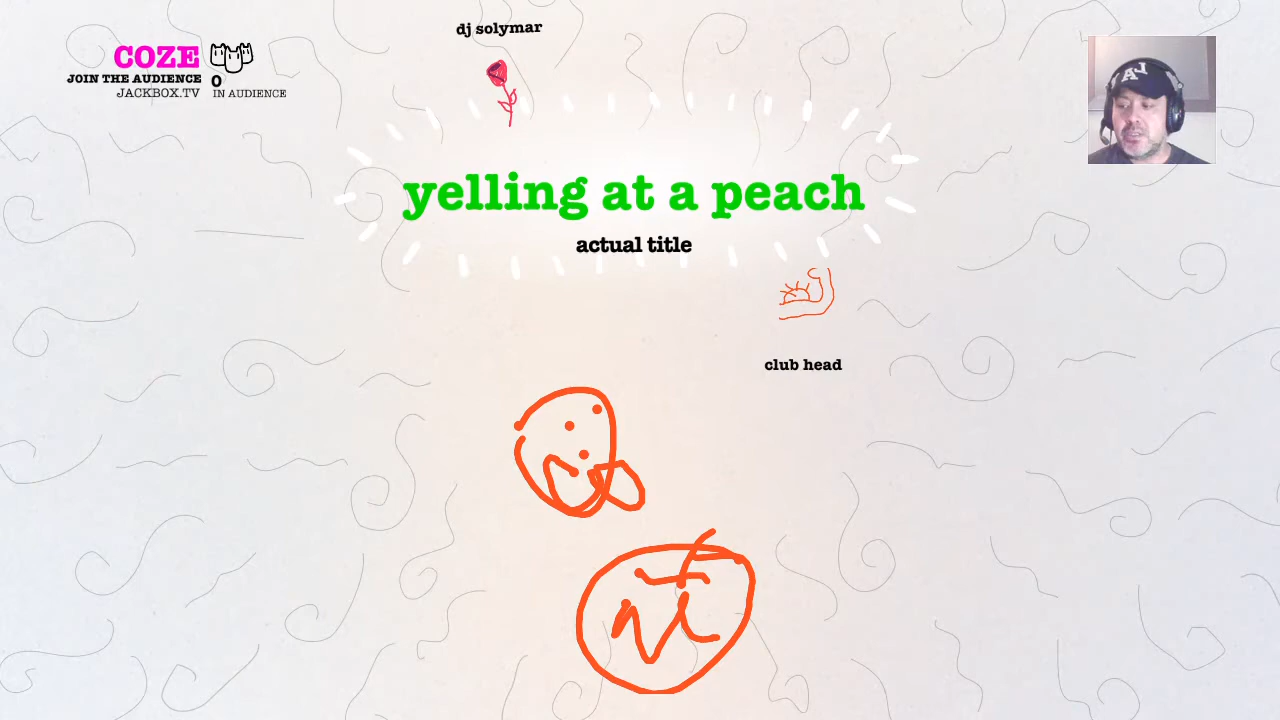 dj solymar
COZE
JOIN THE AUDIENCE
JACKBOX.TV
0
IN AUDIENCE
yelling at a peach
actual title
club head